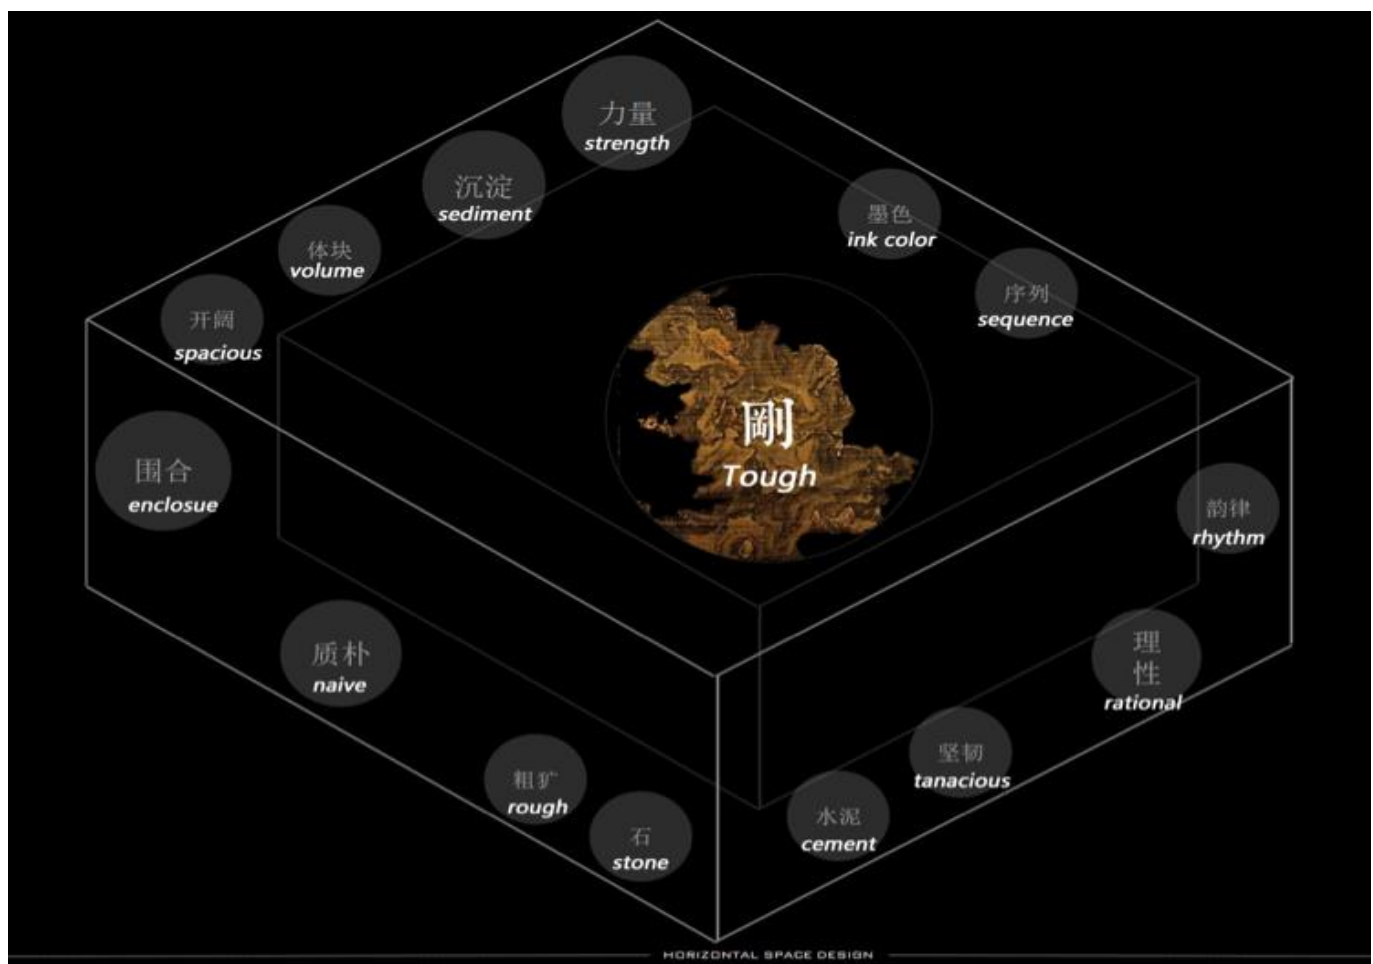 力量
strength
沉淀
sediment
体块
volume
开阔
spacious
墨色
ink color
序列
sequence
剛
Tough
围合
enclosue
韵律
rhythm
质朴
naive
理
性
rational
粗犷
rough
坚韧
tanacious
石
stone
水泥
cement
HORIZONTAL SPACE DESIGN